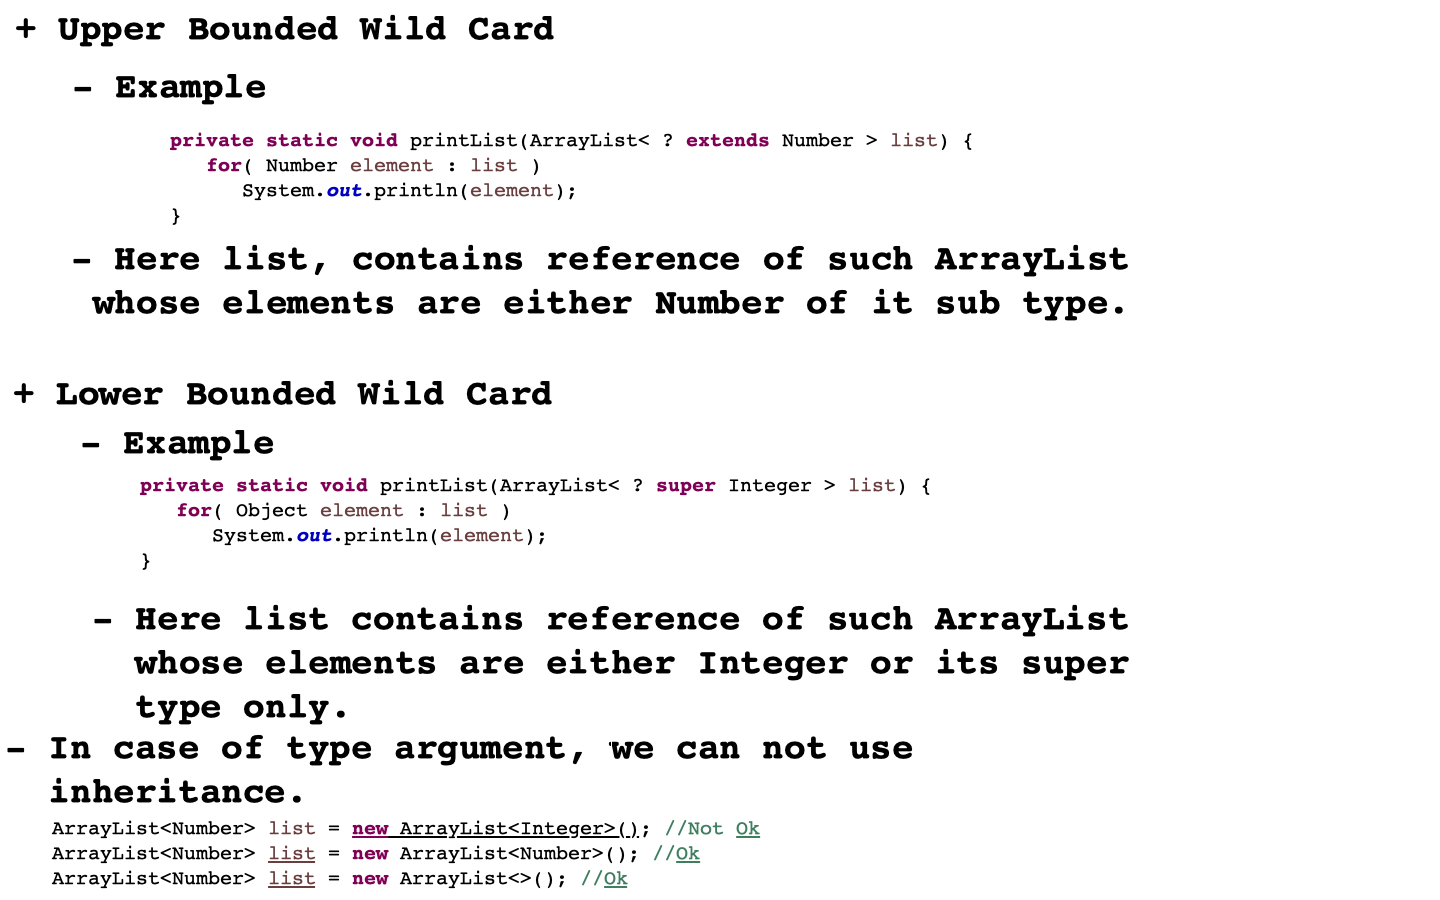 + Upper Bounded Wild Card
- Example
private static void printList(ArrayList< ? extends Number > list) {
for( Number element : list )
System.out.println(element);
}
- Here list, contains reference of such ArrayList
whose elements are either Number of it sub type.
+ Lower Bounded Wild Card
- Example
private static void printList(ArrayList< ? super Integer > list) {
for( Object element : list )
System.out.println(element);
}
- Here list contains reference of such ArrayList
whose elements are either Integer or its super
type only.
- In case of type argument, we can not use
inheritance.
ArrayList<Number> list = new ArrayList<Integer>(); //Not Ok
ArrayList<Number> list = new ArrayList<Number>(); //Ok
ArrayList<Number> list = new ArrayList<>(); //Ok